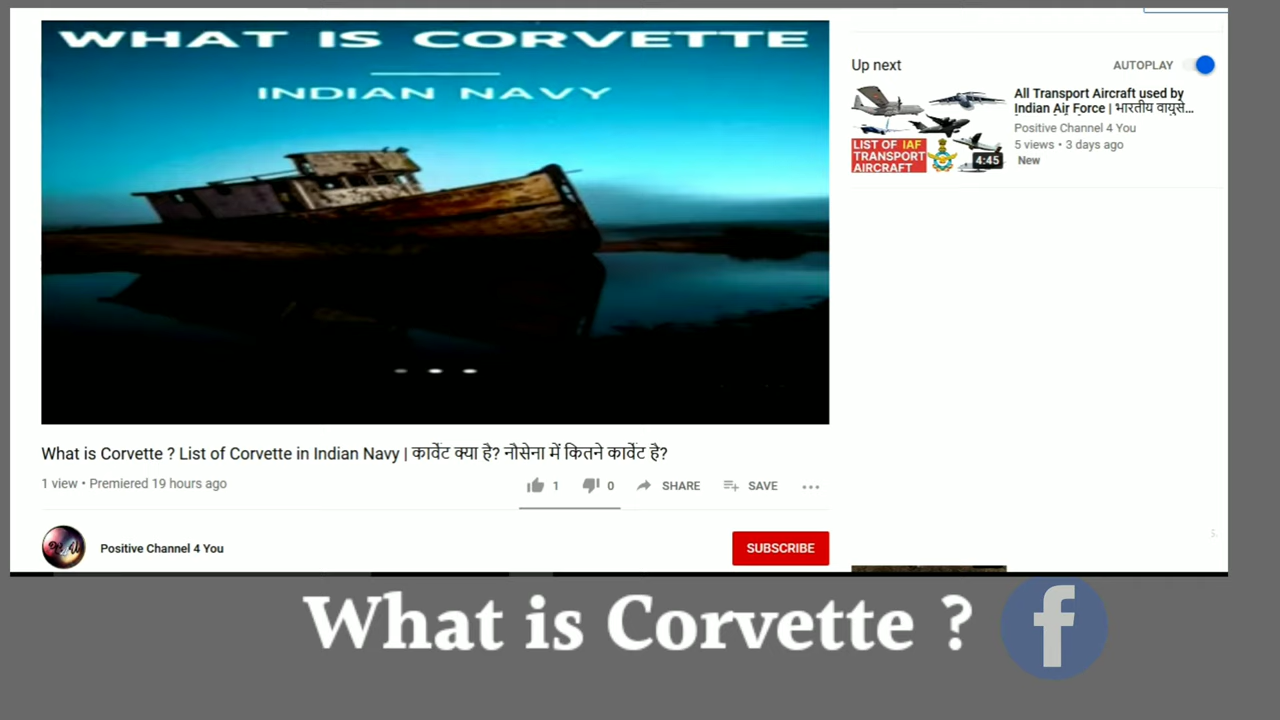 WHAT IS CORVETTE
INDIAN NAVY
Up next
AUTOPLAY
All Transport Aircraft used by
Indian Air Force | भारतीय वायुसे...
Positive Channel 4 You
5 views • 3 days ago
New
LIST OF IAF
TRANSPORT
AIRCRAFT
4:45
What is Corvette ? List of Corvette in Indian Navy | कार्वेट क्या है? नौसेना में कितने कार्वेट है?
1 view • Premiered 19 hours ago
1
0
SHARE
SAVE
Positive Channel 4 You
SUBSCRIBE
What is Corvette ?
f